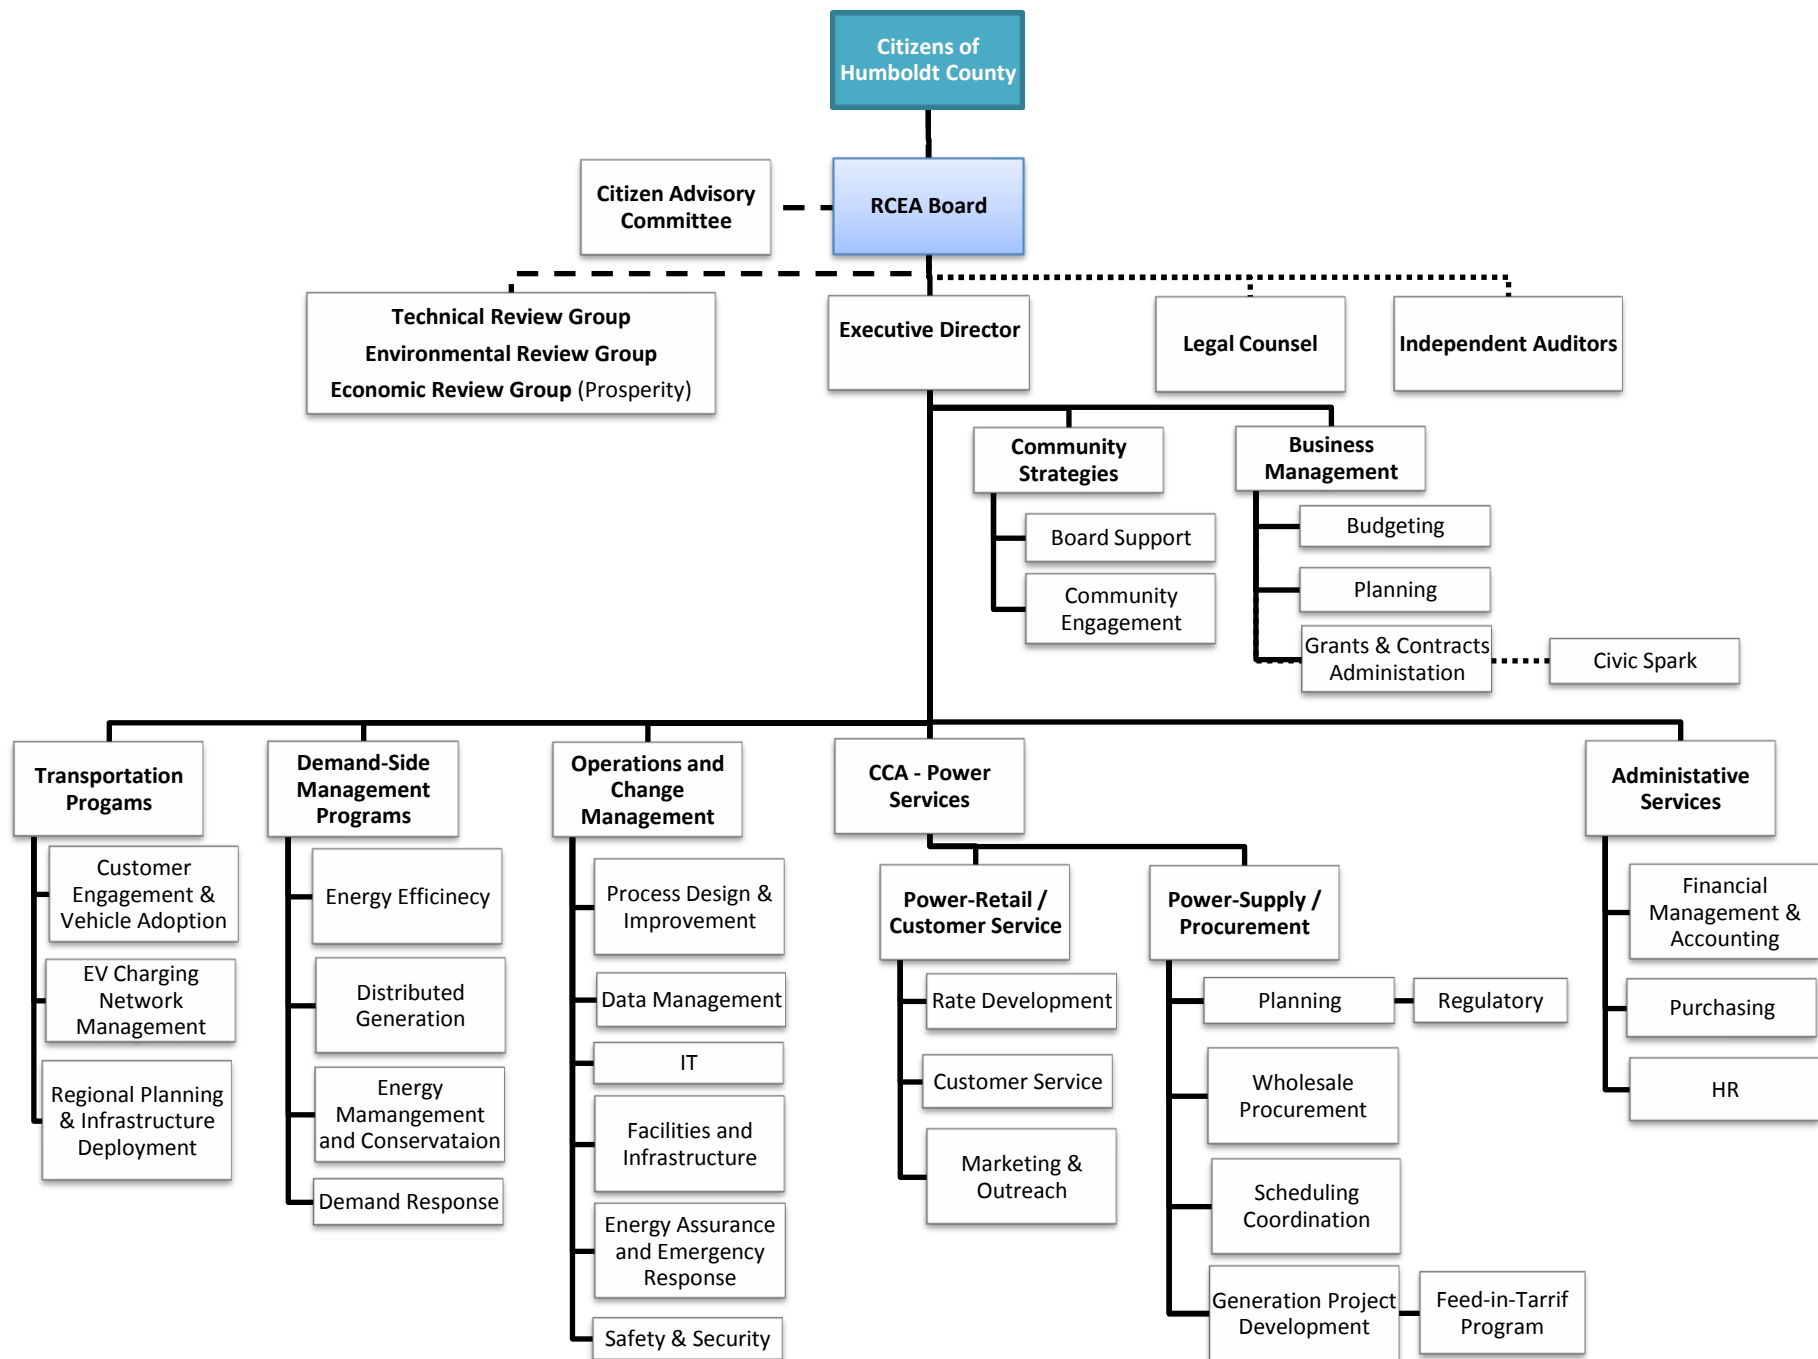 Citizens of
Humboldt County
Citizen Advisory
Committee
RCEA Board
Technical Review Group
Environmental Review Group
Economic Review Group (Prosperity)
Executive Director
Legal Counsel
Independent Auditors
Community
Strategies
Board Support
Community
Engagement
Business
Management
Budgeting
Planning
Grants & Contracts
Administation
Civic Spark
Transportation
Progams
Customer
Engagement &
Vehicle Adoption
EV Charging
Network
Management
Regional Planning
& Infrastructure
Deployment
Demand-Side
Management
Programs
Energy Efficinecy
Distributed
Generation
Energy
Mamangement
and Conservataion
Demand Response
Operations and
Change
Management
Process Design &
Improvement
Data Management
IT
Facilities and
Infrastructure
Energy Assurance
and Emergency
Response
Safety & Security
CCA - Power
Services
Power-Retail /
Customer Service
Rate Development
Customer Service
Marketing &
Outreach
Power-Supply /
Procurement
Planning
Regulatory
Wholesale
Procurement
Scheduling
Coordination
Generation Project
Development
Feed-in-Tarrif
Program
Administative
Services
Financial
Management &
Accounting
Purchasing
HR